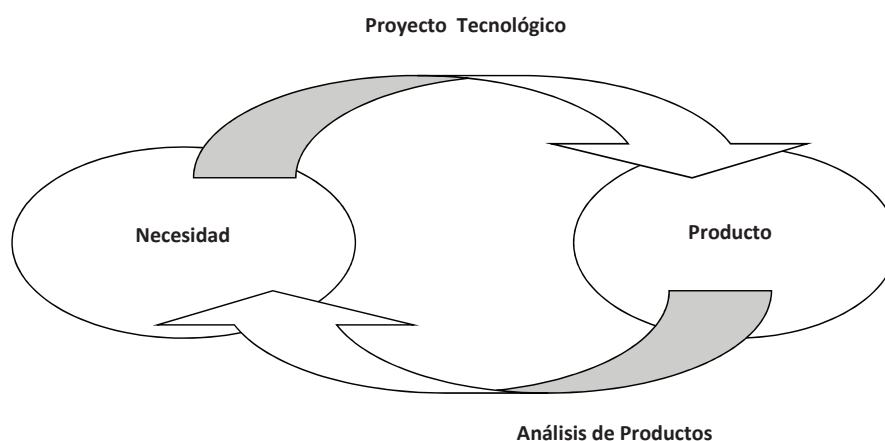 Proyecto Tecnológico
Necesidad
Producto
Análisis de Productos